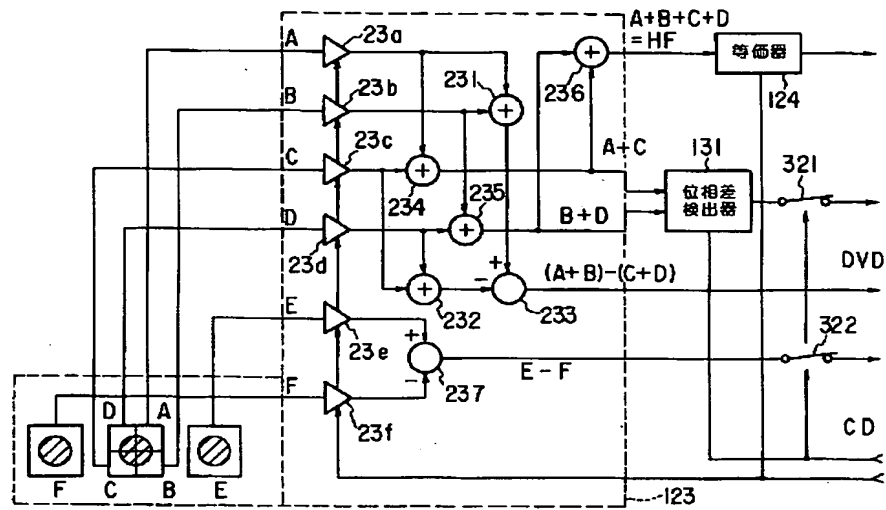 A+B+C+D
=HF
A
23a
B
23b
231
236
等価器
124
C
23c
A+C
131
321
234
235
位相差
検出器
D
23d
B+D
DVD
(A+B)-(C+D)
E
232
233
322
23e
237
E-F
F
23f
CD
D
A
F
C
B
E
123
+
+
+
+
+
+
+
-
-